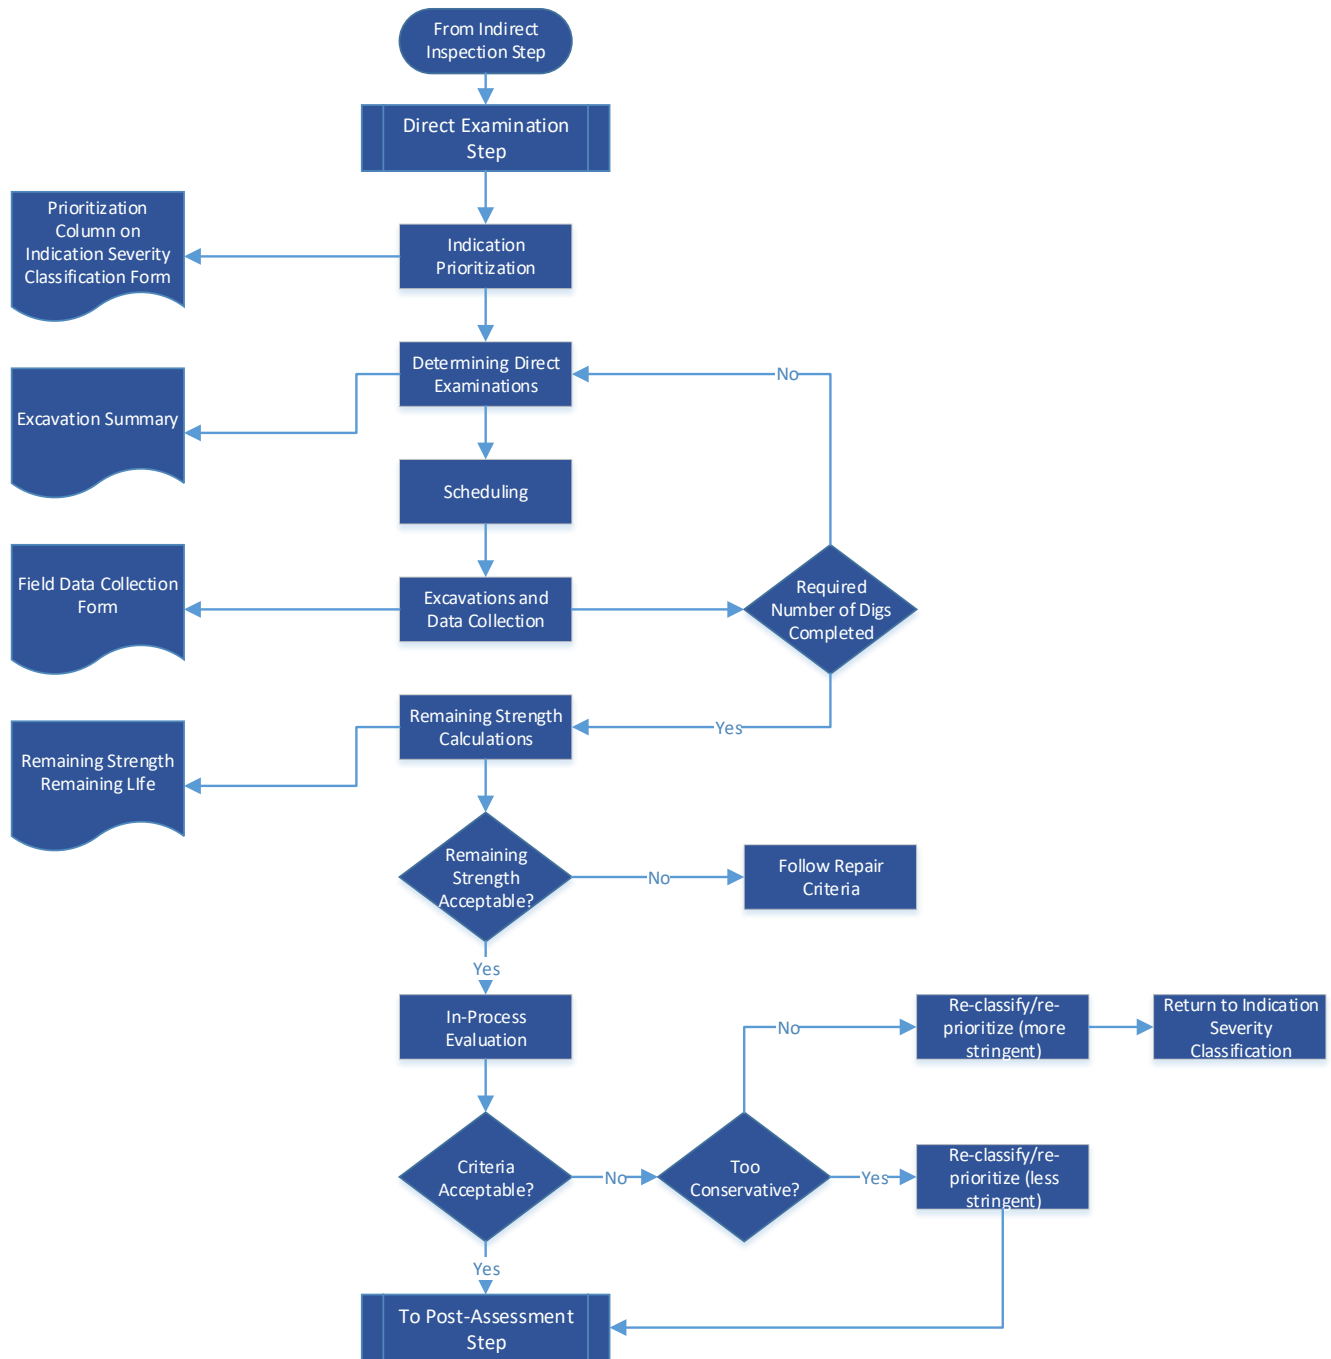 From Indirect
Inspection Step
Direct Examination
Step
Prioritization
Column on
Indication Severity
Classification Form
Indication
Prioritization
Determining Direct
Examinations
No
Excavation Summary
Scheduling
Field Data Collection
Form
Excavations and
Data Collection
Required
Number of Digs
Completed
Remaining Strength
Calculations
Yes
Remaining Strength
Remaining LIfe
Remaining
Strength
Acceptable?
No
Follow Repair
Criteria
Yes
In-Process
Evaluation
No
Re-classify/re-
prioritize (more
stringent)
Return to Indication
Severity
Classification
Criteria
Acceptable?
No
Too
Conservative?
Yes
Re-classify/re-
prioritize (less
stringent)
Yes
To Post-Assessment
Step